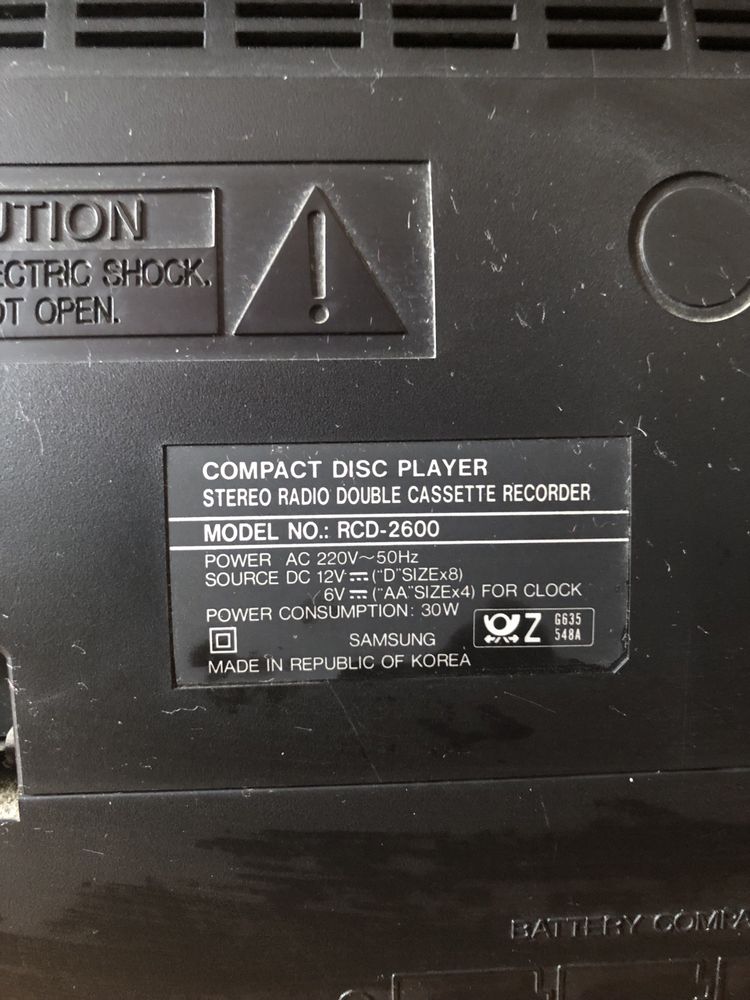 UTION
ECTRIC SHOCK.
OT OPEN.
COMPACT DISC PLAYER
STEREO RADIO DOUBLE CASSETTE RECORDER
MODEL NO.: RCD-2600
POWER AC 220V~50Hz
SOURCE DC 12V⎓("D"SIZEx8)
6V⎓("AA"SIZEx4) FOR CLOCK
POWER CONSUMPTION: 30W
Z G635
548A
SAMSUNG
MADE IN REPUBLIC OF KOREA
BATTERY COMPA